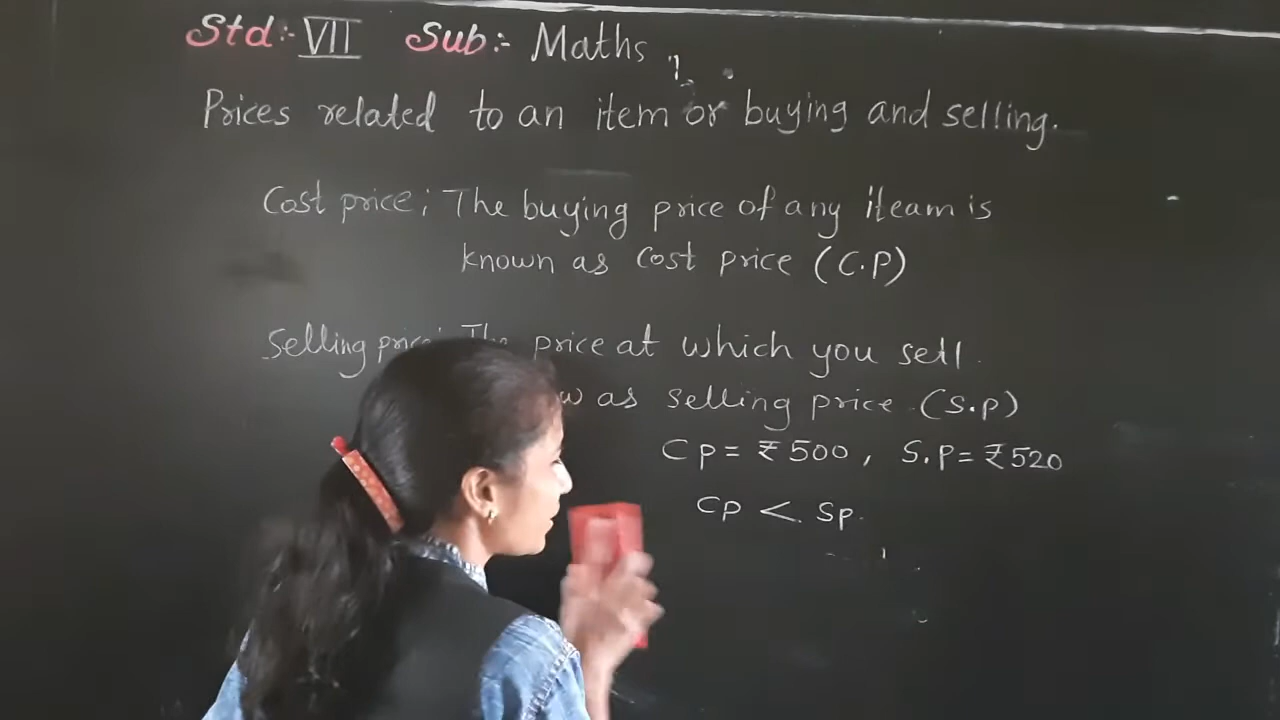 Std:- VII Sub:- Maths
Prices related to an item or buying and selling.
Cost price: The buying price of any iteam is
known as cost price (C.P)
Selling price: The price at which you sell.
as selling price (S.P)
CP = ₹500, S.P = ₹520
CP < SP.